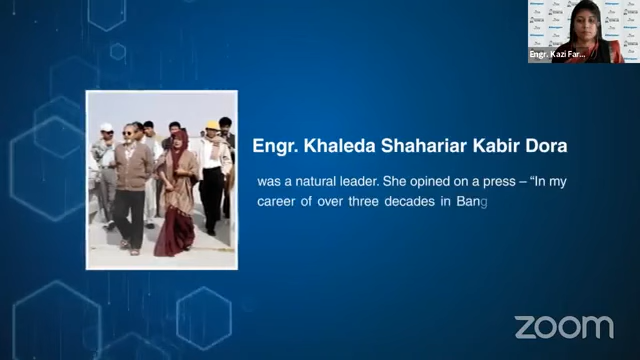 Engr. Kazi Far...
Engr. Khaleda Shahariar Kabir Dora
was a natural leader. She opined on a press – “In my
career of over three decades in Bang
zoom